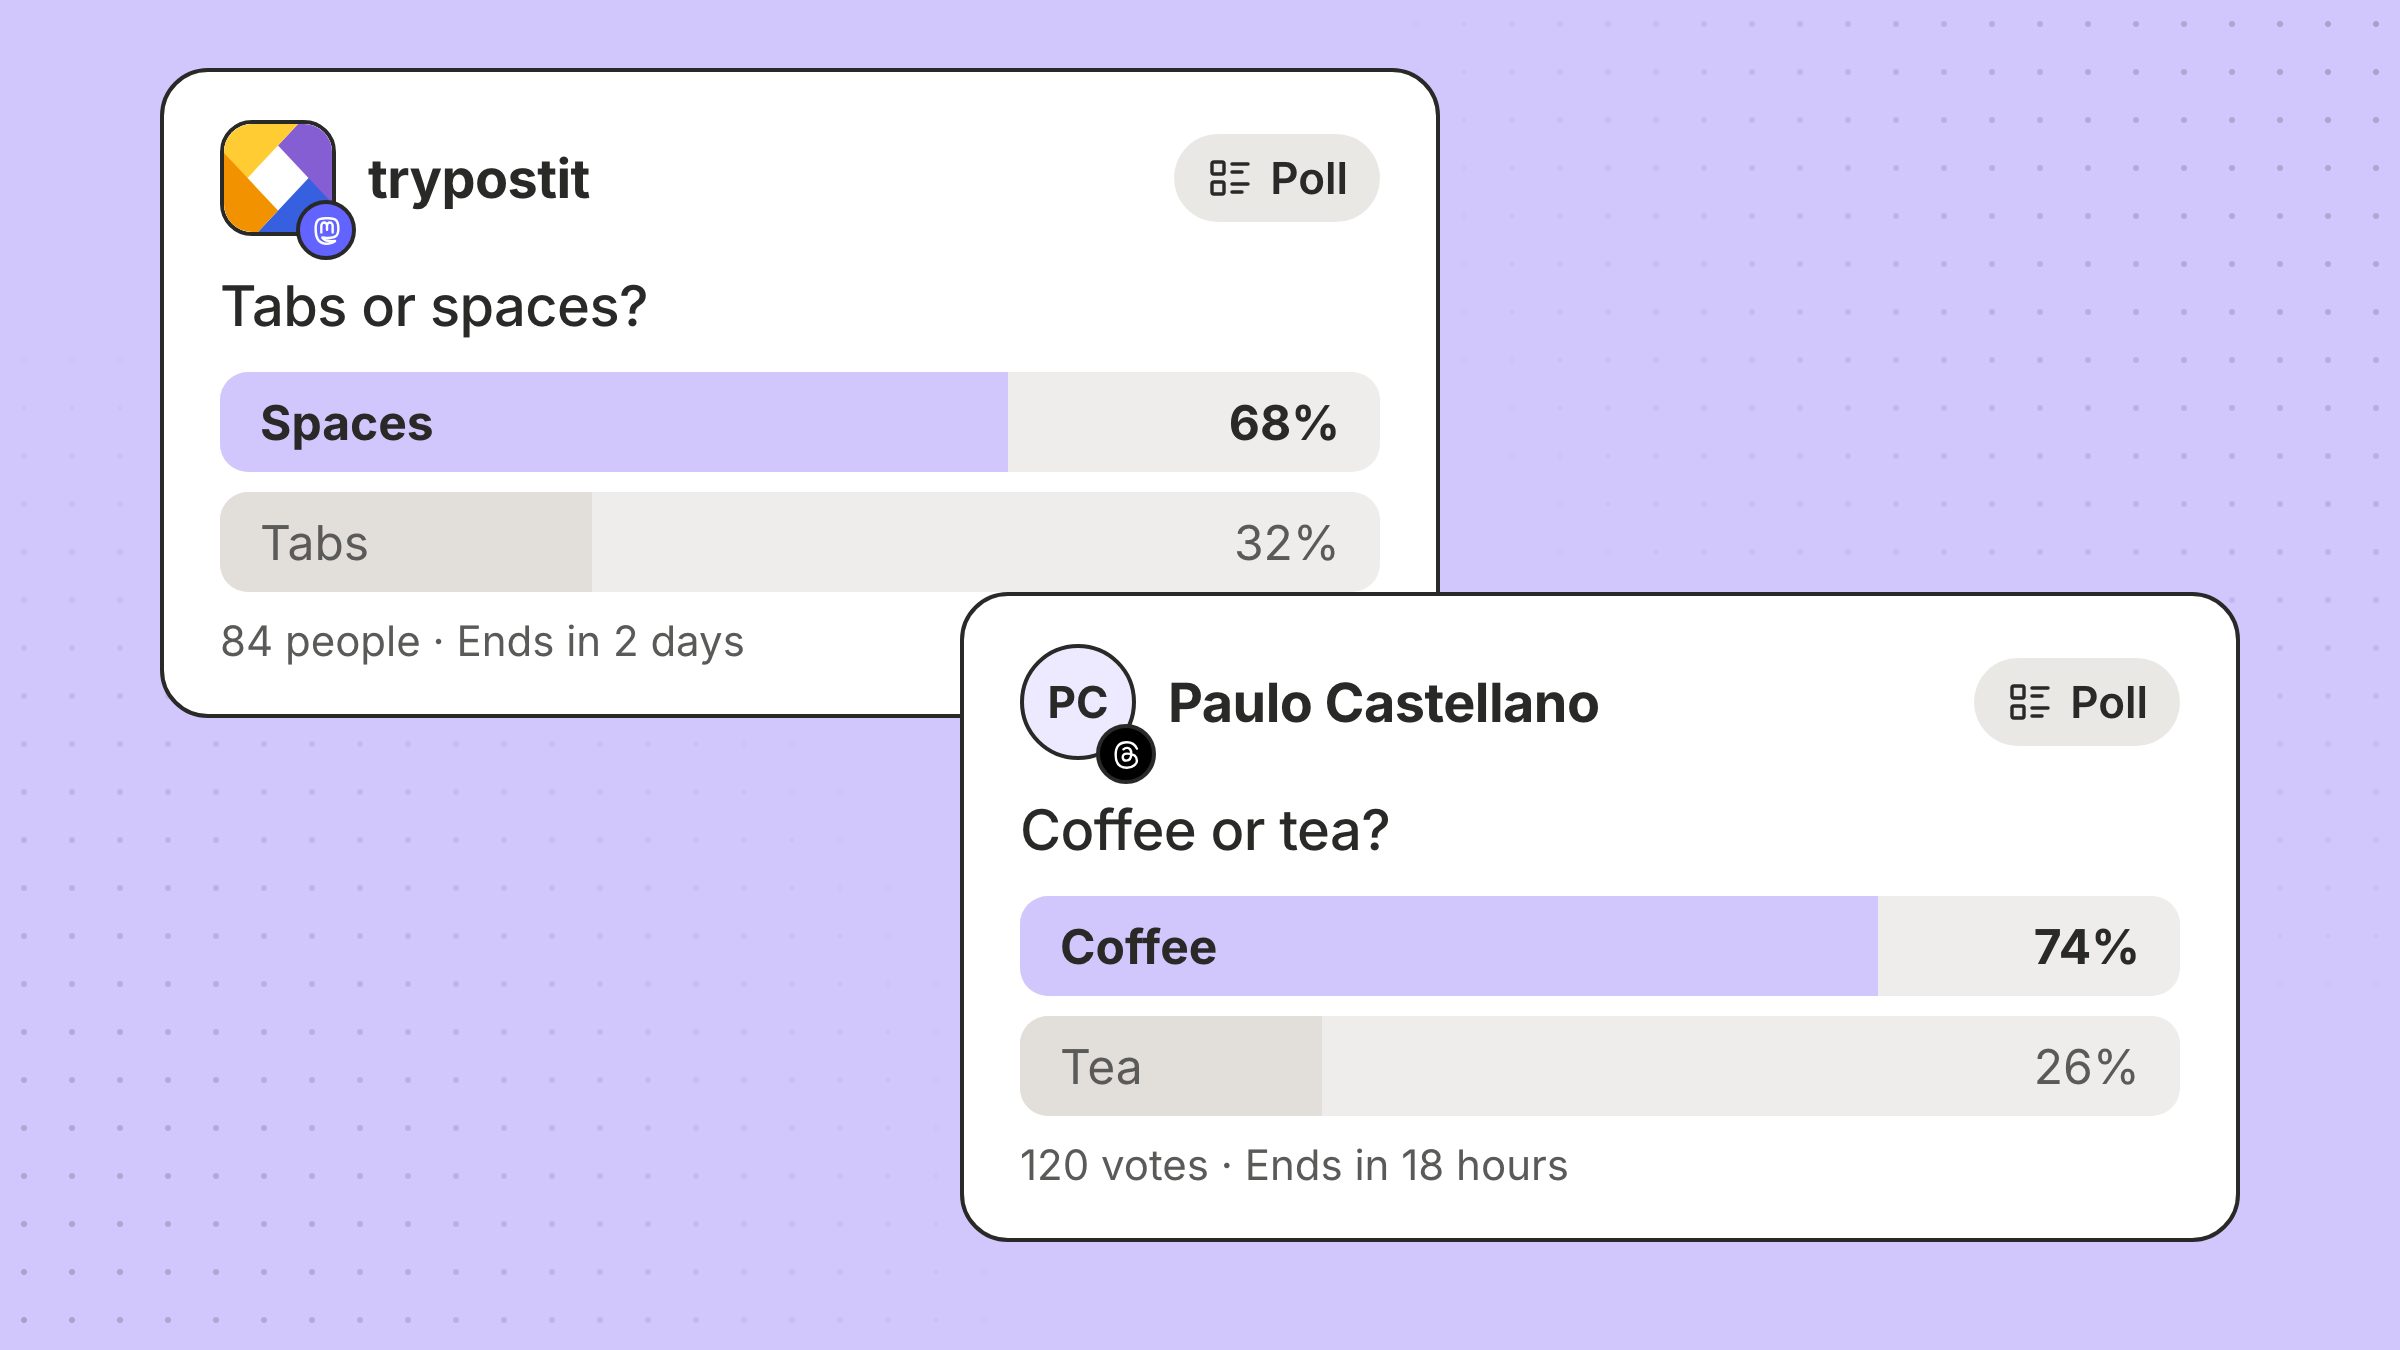 trypostit
Poll
Tabs or spaces?
Spaces 68%
Tabs 32%
84 people · Ends in 2 days
PC
Paulo Castellano
Poll
Coffee or tea?
Coffee 74%
Tea 26%
120 votes · Ends in 18 hours